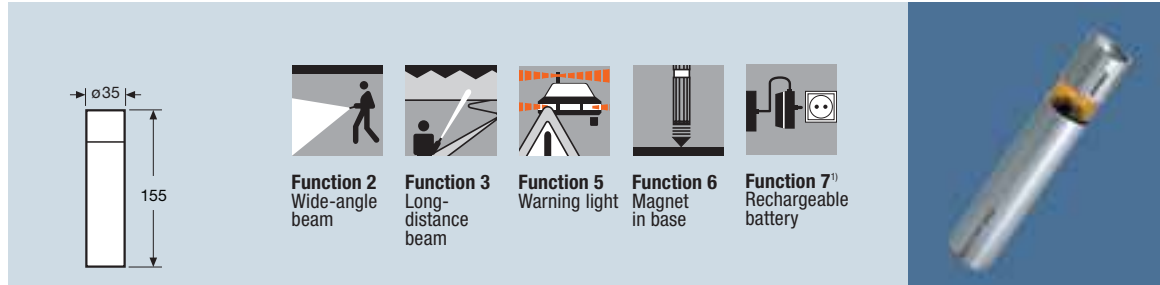 ø35
155
Function 2
Wide-angle
beam
Function 3
Long-
distance
beam
Function 5
Warning light
Function 6
Magnet
in base
Function 7¹⁾
Rechargeable
battery